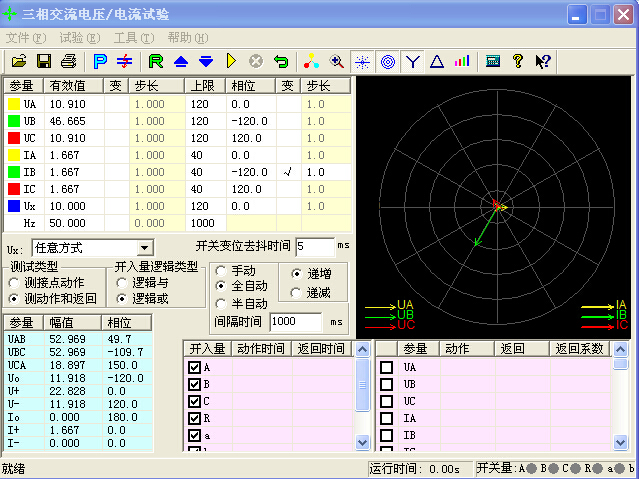 三相交流电压/电流试验
文件(F) 试验(E) 工具(T) 帮助(H)
参量 有效值 变 步长 上限 相位 变 步长
UA 10.910 1.000 120 0.0 1.0
UB 46.665 1.000 120 -120.0 1.0
UC 10.910 1.000 120 120.0 1.0
IA 1.667 1.000 40 0.0 1.0
IB 1.667 1.000 40 -120.0 √ 1.0
IC 1.667 1.000 40 120.0 1.0
Ux 10.000 1.000 120 0.0 1.0
Hz 50.000 0.000 1000
Ux: 任意方式 开关变位去抖时间 5 ms
测试类型 开入量逻辑类型
测接点动作 逻辑与
测动作和返回 逻辑或
手动
全自动
半自动
递增
递减
间隔时间 1000 ms
UA IA
UB IB
UC IC
参量 幅值 相位
UAB 52.969 49.7
UBC 52.969 -109.7
UCA 18.897 150.0
Uo 11.918 -120.0
U+ 22.828 0.0
U- 11.918 120.0
Io 0.000 180.0
I+ 1.667 0.0
I- 0.000 0.0
开入量 动作时间 返回时间
A
B
C
R
a
参量 动作 返回 返回系数
UA
UB
UC
IA
IB
就绪 运行时间: 0.00s 开关量: A B C R a b